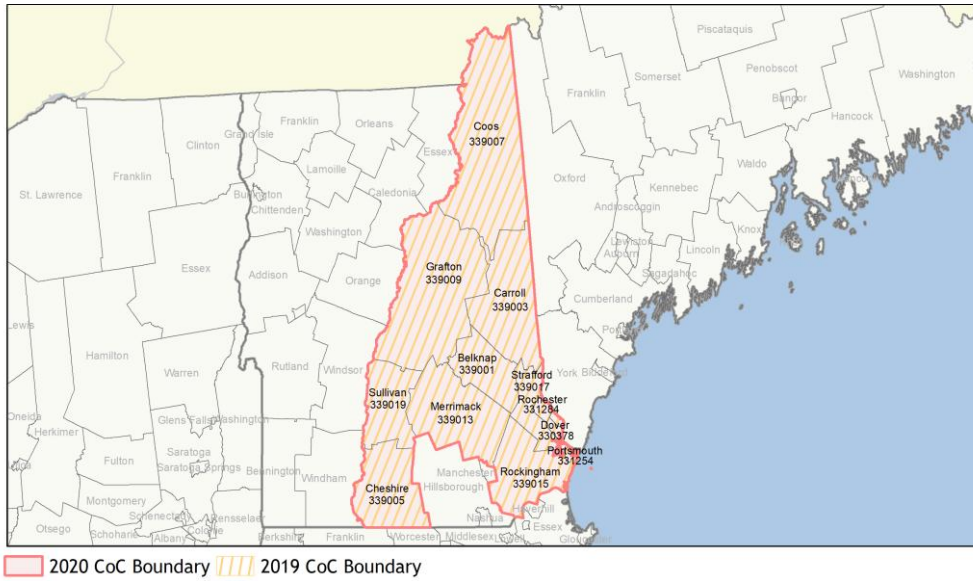 Piscataquis
Penobscot
Washington
Somerset
Franklin
Bangor
Hancock
Coos
339007
Franklin
Orleans
Grand Isle
Essex
Clinton
Franklin
St. Lawrence
Lamoille
Burlington
Chittenden
Caledonia
Oxford
Waldo
Kennebec
Androscoggin
Knox
Washington
Lewiston
Auburn
Lincoln
Sagadahoc
Essex
Addison
Orange
Grafton
339009
Carroll
339003
Cumberland
Lewis
Hamilton
Warren
Rutland
Windsor
Belknap
339001
Strafford
339017
York
Sullivan
339019
Merrimack
339013
Rochester
331284
Dover
330378
Portsmouth
331254
Oneida
Herkimer
Glens Falls
Washington
Fulton
Saratoga
Saratoga Springs
Bennington
Windham
Cheshire
339005
Manchester
Hillsborough
Rockingham
339015
Nashua
Haverhill
Essex
Montgomery
Schenectady
Rensselaer
Otsego
Schoharie
Albany
Colonie
Berkshire
Franklin
Worcester
Middlesex
Lowell
2020 CoC Boundary 2019 CoC Boundary